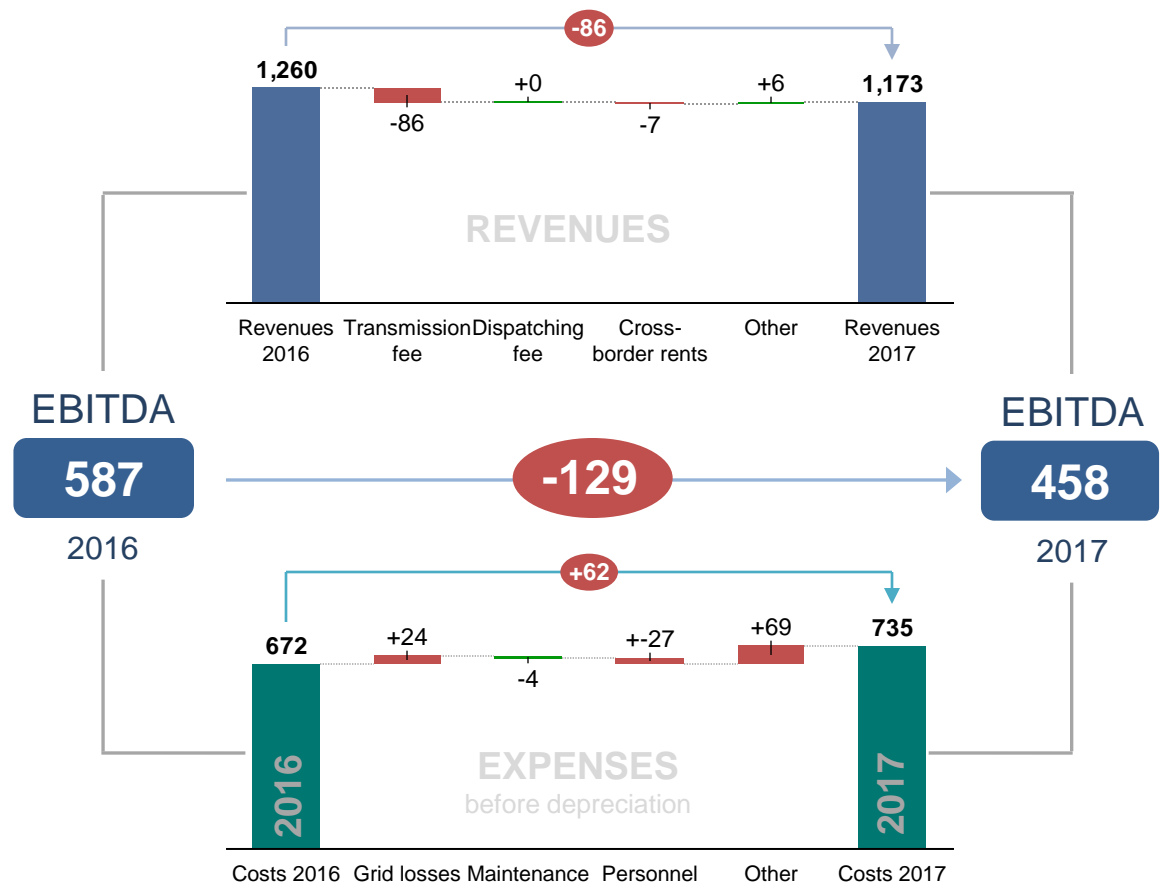 -86
1,260
+0
+6
1,173
-86
-7
REVENUES
Revenues 2016
Transmission fee
Dispatching fee
Cross-border rents
Other
Revenues 2017
EBITDA
587
2016
-129
EBITDA
458
2017
+62
672
+24
+-27
+69
735
-4
2016
EXPENSES
before depreciation
2017
Costs 2016
Grid losses
Maintenance
Personnel
Other
Costs 2017